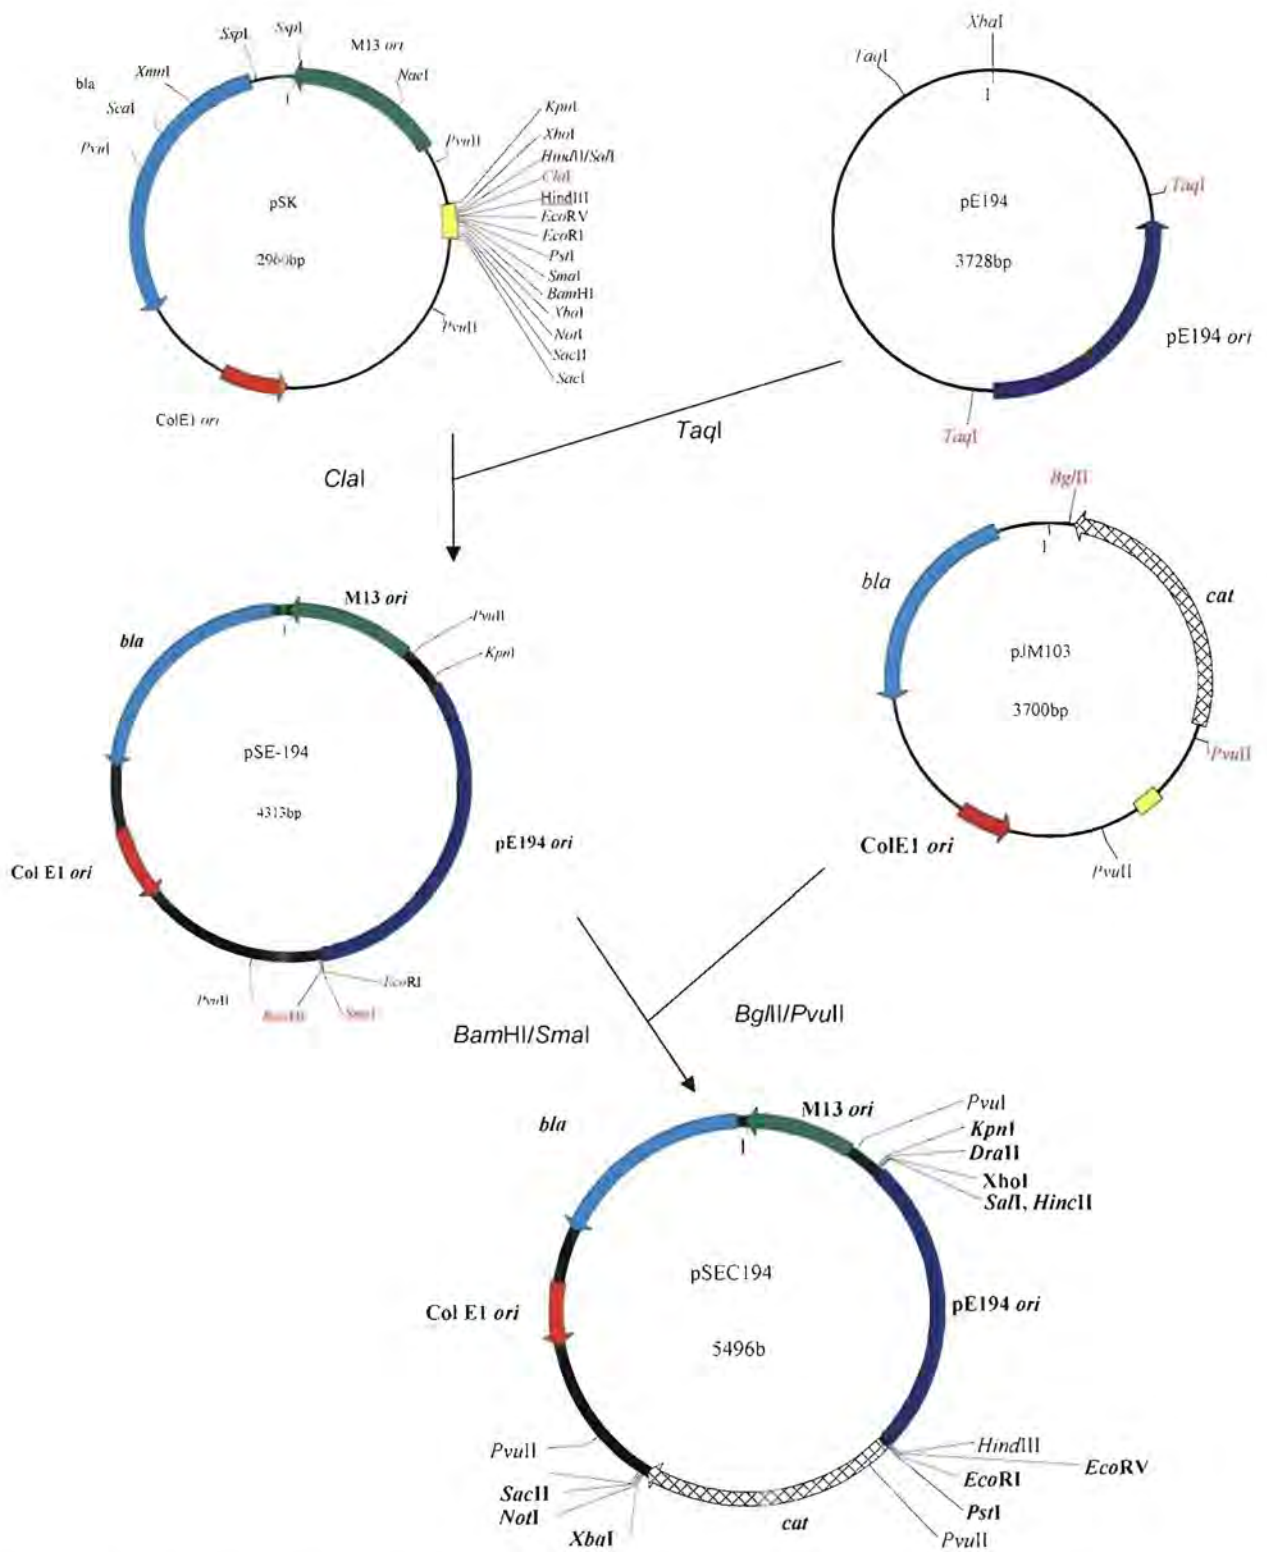 SspI
SspI
M13 ori
XmnI
NaeI
bla
ScaI
PvuI
PvuII
1
KpnI
XhoI
HindII/SalI
ClaI
HindIII
EcoRV
EcoRI
PstI
SmaI
BamHI
XbaI
NotI
SacII
SacI
pSK
2960bp
PvuII
ColE1 ori
XbaI
TaqI
1
TaqI
pE194
3728bp
pE194 ori
TaqI
TaqI
ClaI
BglII
1
bla
cat
pJM103
3700bp
PvuII
ColE1 ori
PvuII
M13 ori
bla
1
PvuII
KpnI
pSE-194
4313bp
pE194 ori
Col E1 ori
EcoRI
PvuII
BamHI
SmaI
BamHI/SmaI
BglII/PvuII
bla
M13 ori
1
PvuI
KpnI
DraII
XhoI
SalI, HincII
pSEC194
5496b
Col E1 ori
pE194 ori
PvuII
HindIII
EcoRV
EcoRI
SacII
NotI
PstI
XbaI
cat
PvuII